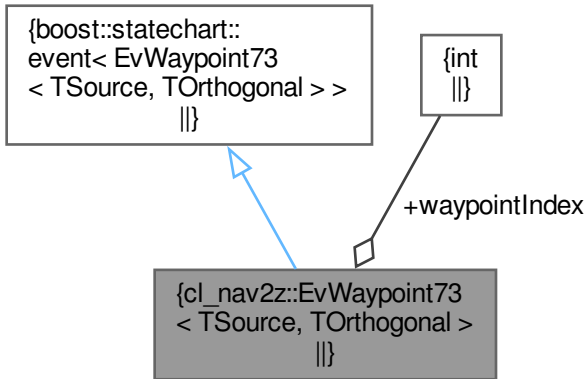 {boost::statechart::
event< EvWaypoint73
< TSource, TOrthogonal > >
||}
{int
||}
+waypointIndex
{cl_nav2z::EvWaypoint73
< TSource, TOrthogonal >
||}